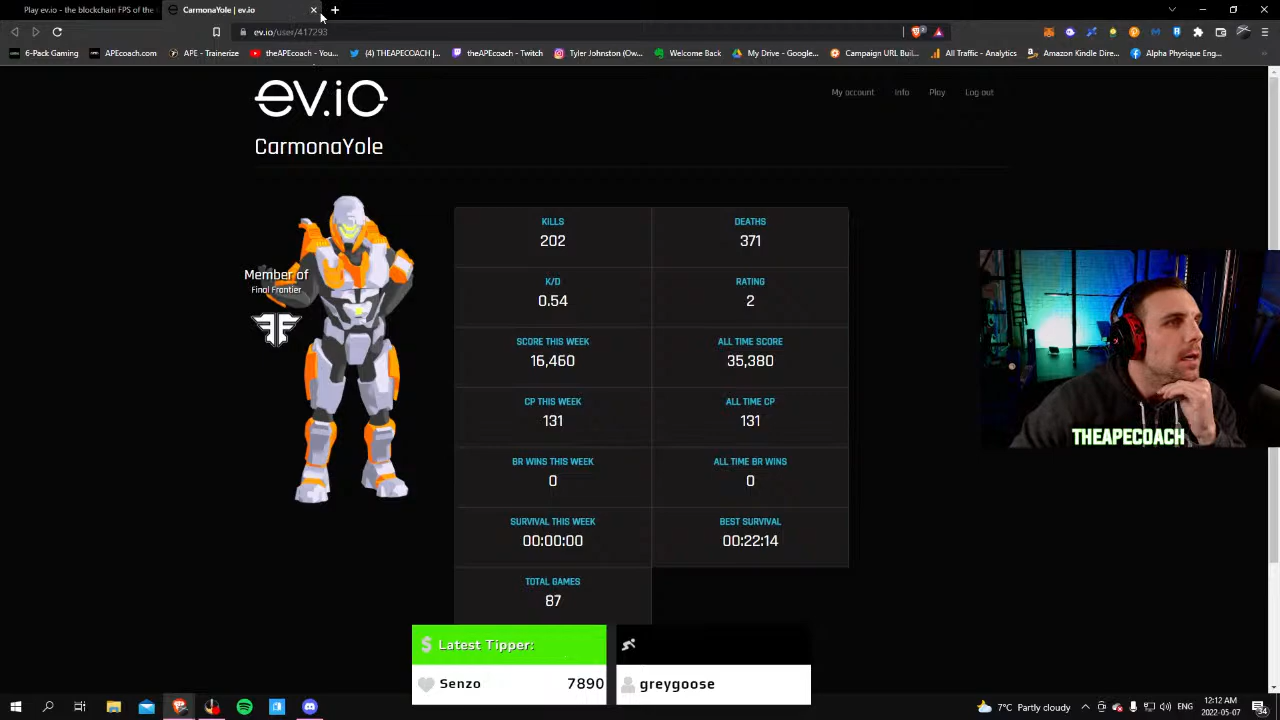 Play ev.io - the blockchain FPS of the
CarmonaYole | ev.io
ev.io/user/417293
6-Pack Gaming
APEcoach.com
APE - Trainerize
theAPEcoach - You...
(4) THEAPECOACH |...
theAPEcoach - Twitch
Tyler Johnston (Ow...
Welcome Back
My Drive - Google...
Campaign URL Buil...
All Traffic - Analytics
Amazon Kindle Dire...
Alpha Physique Eng...
ev.io
My account
Info
Play
Log out
CarmonaYole
Member of
Final Frontier
KILLS
202
DEATHS
371
K/D
0.54
RATING
2
SCORE THIS WEEK
16,460
ALL TIME SCORE
35,380
CP THIS WEEK
131
ALL TIME CP
131
BR WINS THIS WEEK
0
ALL TIME BR WINS
0
SURVIVAL THIS WEEK
00:00:00
BEST SURVIVAL
00:22:14
TOTAL GAMES
87
THEAPECOACH
Latest Tipper:
Senzo 7890
greygoose
7°C Partly cloudy
ENG
12:12 AM
2022-05-07